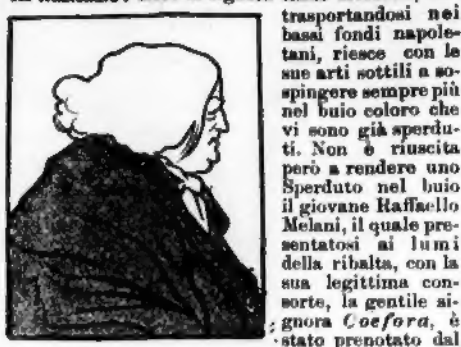 trasportandosi nei
bassi fondi napole-
tani, riesce con le
sue arti sottili a so-
spingere sempre più
nel buio coloro che
vi sono già sperdu-
ti. Non è riuscita
però a rendere uno
Sperduto nel buio
il giovane Raffaello
Melani, il quale pre-
sentatosi ai lumi
della ribalta, con la
sua legittima con-
sorte, la gentile si-
gnora Coefora, è
stato prenotato dal